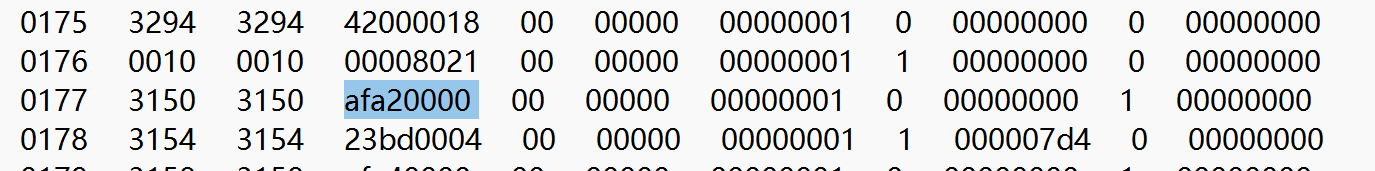 0175 3294 3294 42000018 00 00000 00000001 0 00000000 0 00000000
0176 0010 0010 00008021 00 00000 00000001 1 00000000 0 00000000
0177 3150 3150 afa20000 00 00000 00000001 0 00000000 1 00000000
0178 3154 3154 23bd0004 00 00000 00000001 1 000007d4 0 00000000